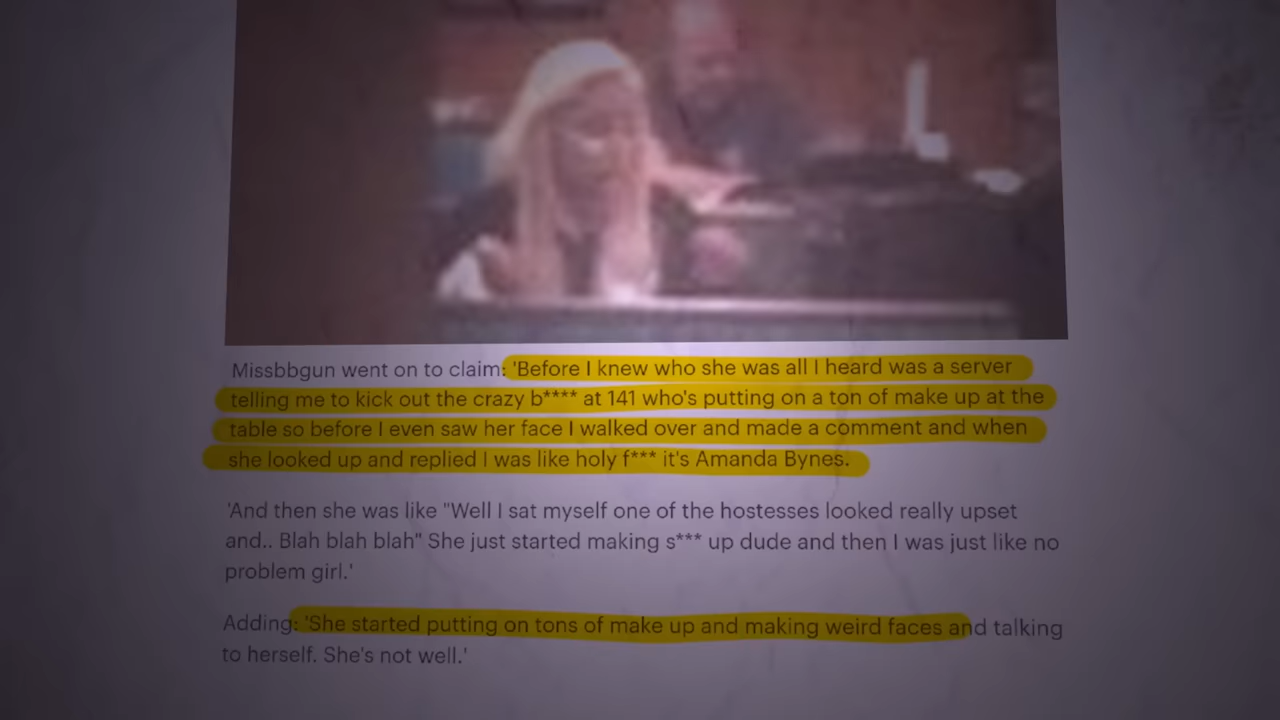 Missbbgun went on to claim: 'Before I knew who she was all I heard was a server
telling me to kick out the crazy b**** at 141 who's putting on a ton of make up at the
table so before I even saw her face I walked over and made a comment and when
she looked up and replied I was like holy f*** it's Amanda Bynes.
'And then she was like "Well I sat myself one of the hostesses looked really upset
and.. Blah blah blah" She just started making s*** up dude and then I was just like no
problem girl.'
Adding: 'She started putting on tons of make up and making weird faces and talking
to herself. She's not well.'